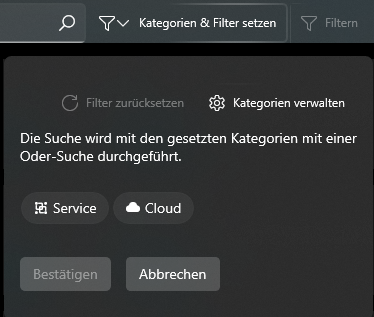 Kategorien & Filter setzen
Filtern
Filter zurücksetzen
Kategorien verwalten
Die Suche wird mit den gesetzten Kategorien mit einer
Oder-Suche durchgeführt.
Service
Cloud
Bestätigen
Abbrechen